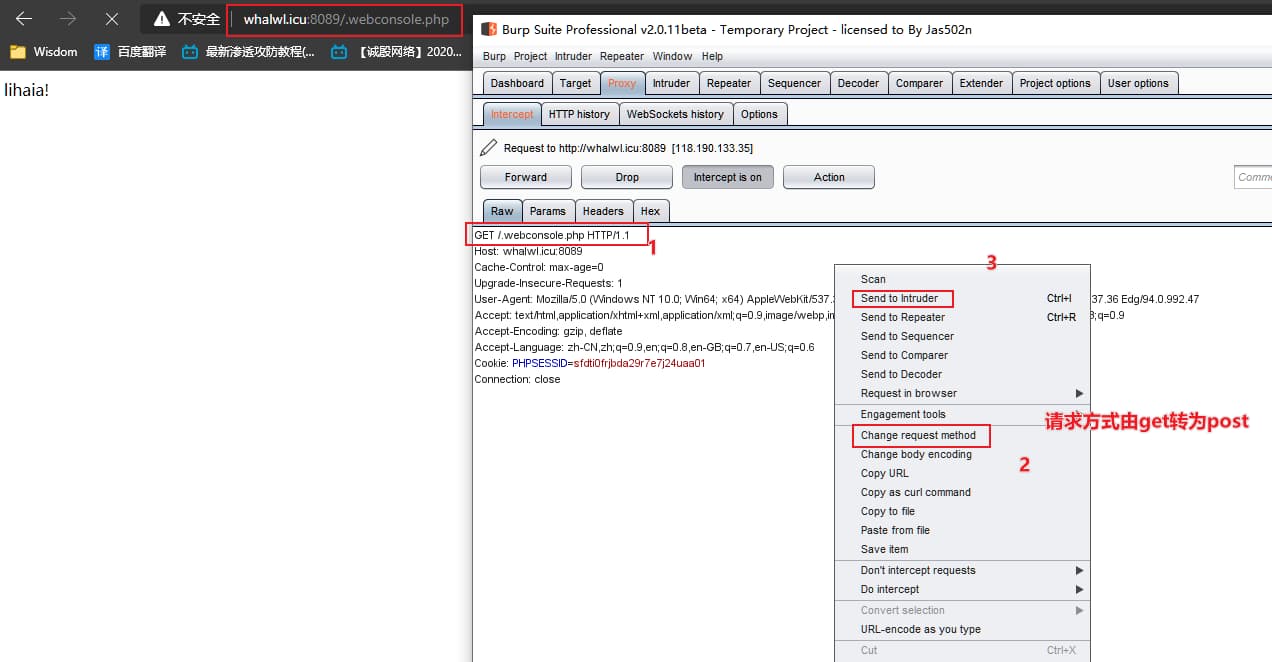 不安全 whalwl.icu:8089/.webconsole.php
Wisdom 译 百度翻译 最新渗透攻防教程(... 【诚殷网络】2020...
lihaia!
Burp Suite Professional v2.0.11beta - Temporary Project - licensed to By Jas502n
Burp Project Intruder Repeater Window Help
Dashboard Target Proxy Intruder Repeater Sequencer Decoder Comparer Extender Project options User options
Intercept HTTP history WebSockets history Options
Request to http://whalwl.icu:8089 [118.190.133.35]
Forward Drop Intercept is on Action
Raw Params Headers Hex
GET /.webconsole.php HTTP/1.1
1
Host: whalwl.icu:8089
Cache-Control: max-age=0
Upgrade-Insecure-Requests: 1
User-Agent: Mozilla/5.0 (Windows NT 10.0; Win64; x64) AppleWebKit/537. 37.36 Edg/94.0.992.47
Accept: text/html,application/xhtml+xml,application/xml;q=0.9,image/webp,in ;q=0.9
Accept-Encoding: gzip, deflate
Accept-Language: zh-CN,zh;q=0.9,en;q=0.8,en-GB;q=0.7,en-US;q=0.6
Cookie: PHPSESSID=sfdti0frjbda29r7e7j24uaa01
Connection: close
3
Scan
Send to Intruder Ctrl+I
Send to Repeater Ctrl+R
Send to Sequencer
Send to Comparer
Send to Decoder
Request in browser
Engagement tools
请求方式由get转为post
Change request method
2
Change body encoding
Copy URL
Copy as curl command
Copy to file
Paste from file
Save item
Don't intercept requests
Do intercept
Convert selection
URL-encode as you type
Cut Ctrl+X